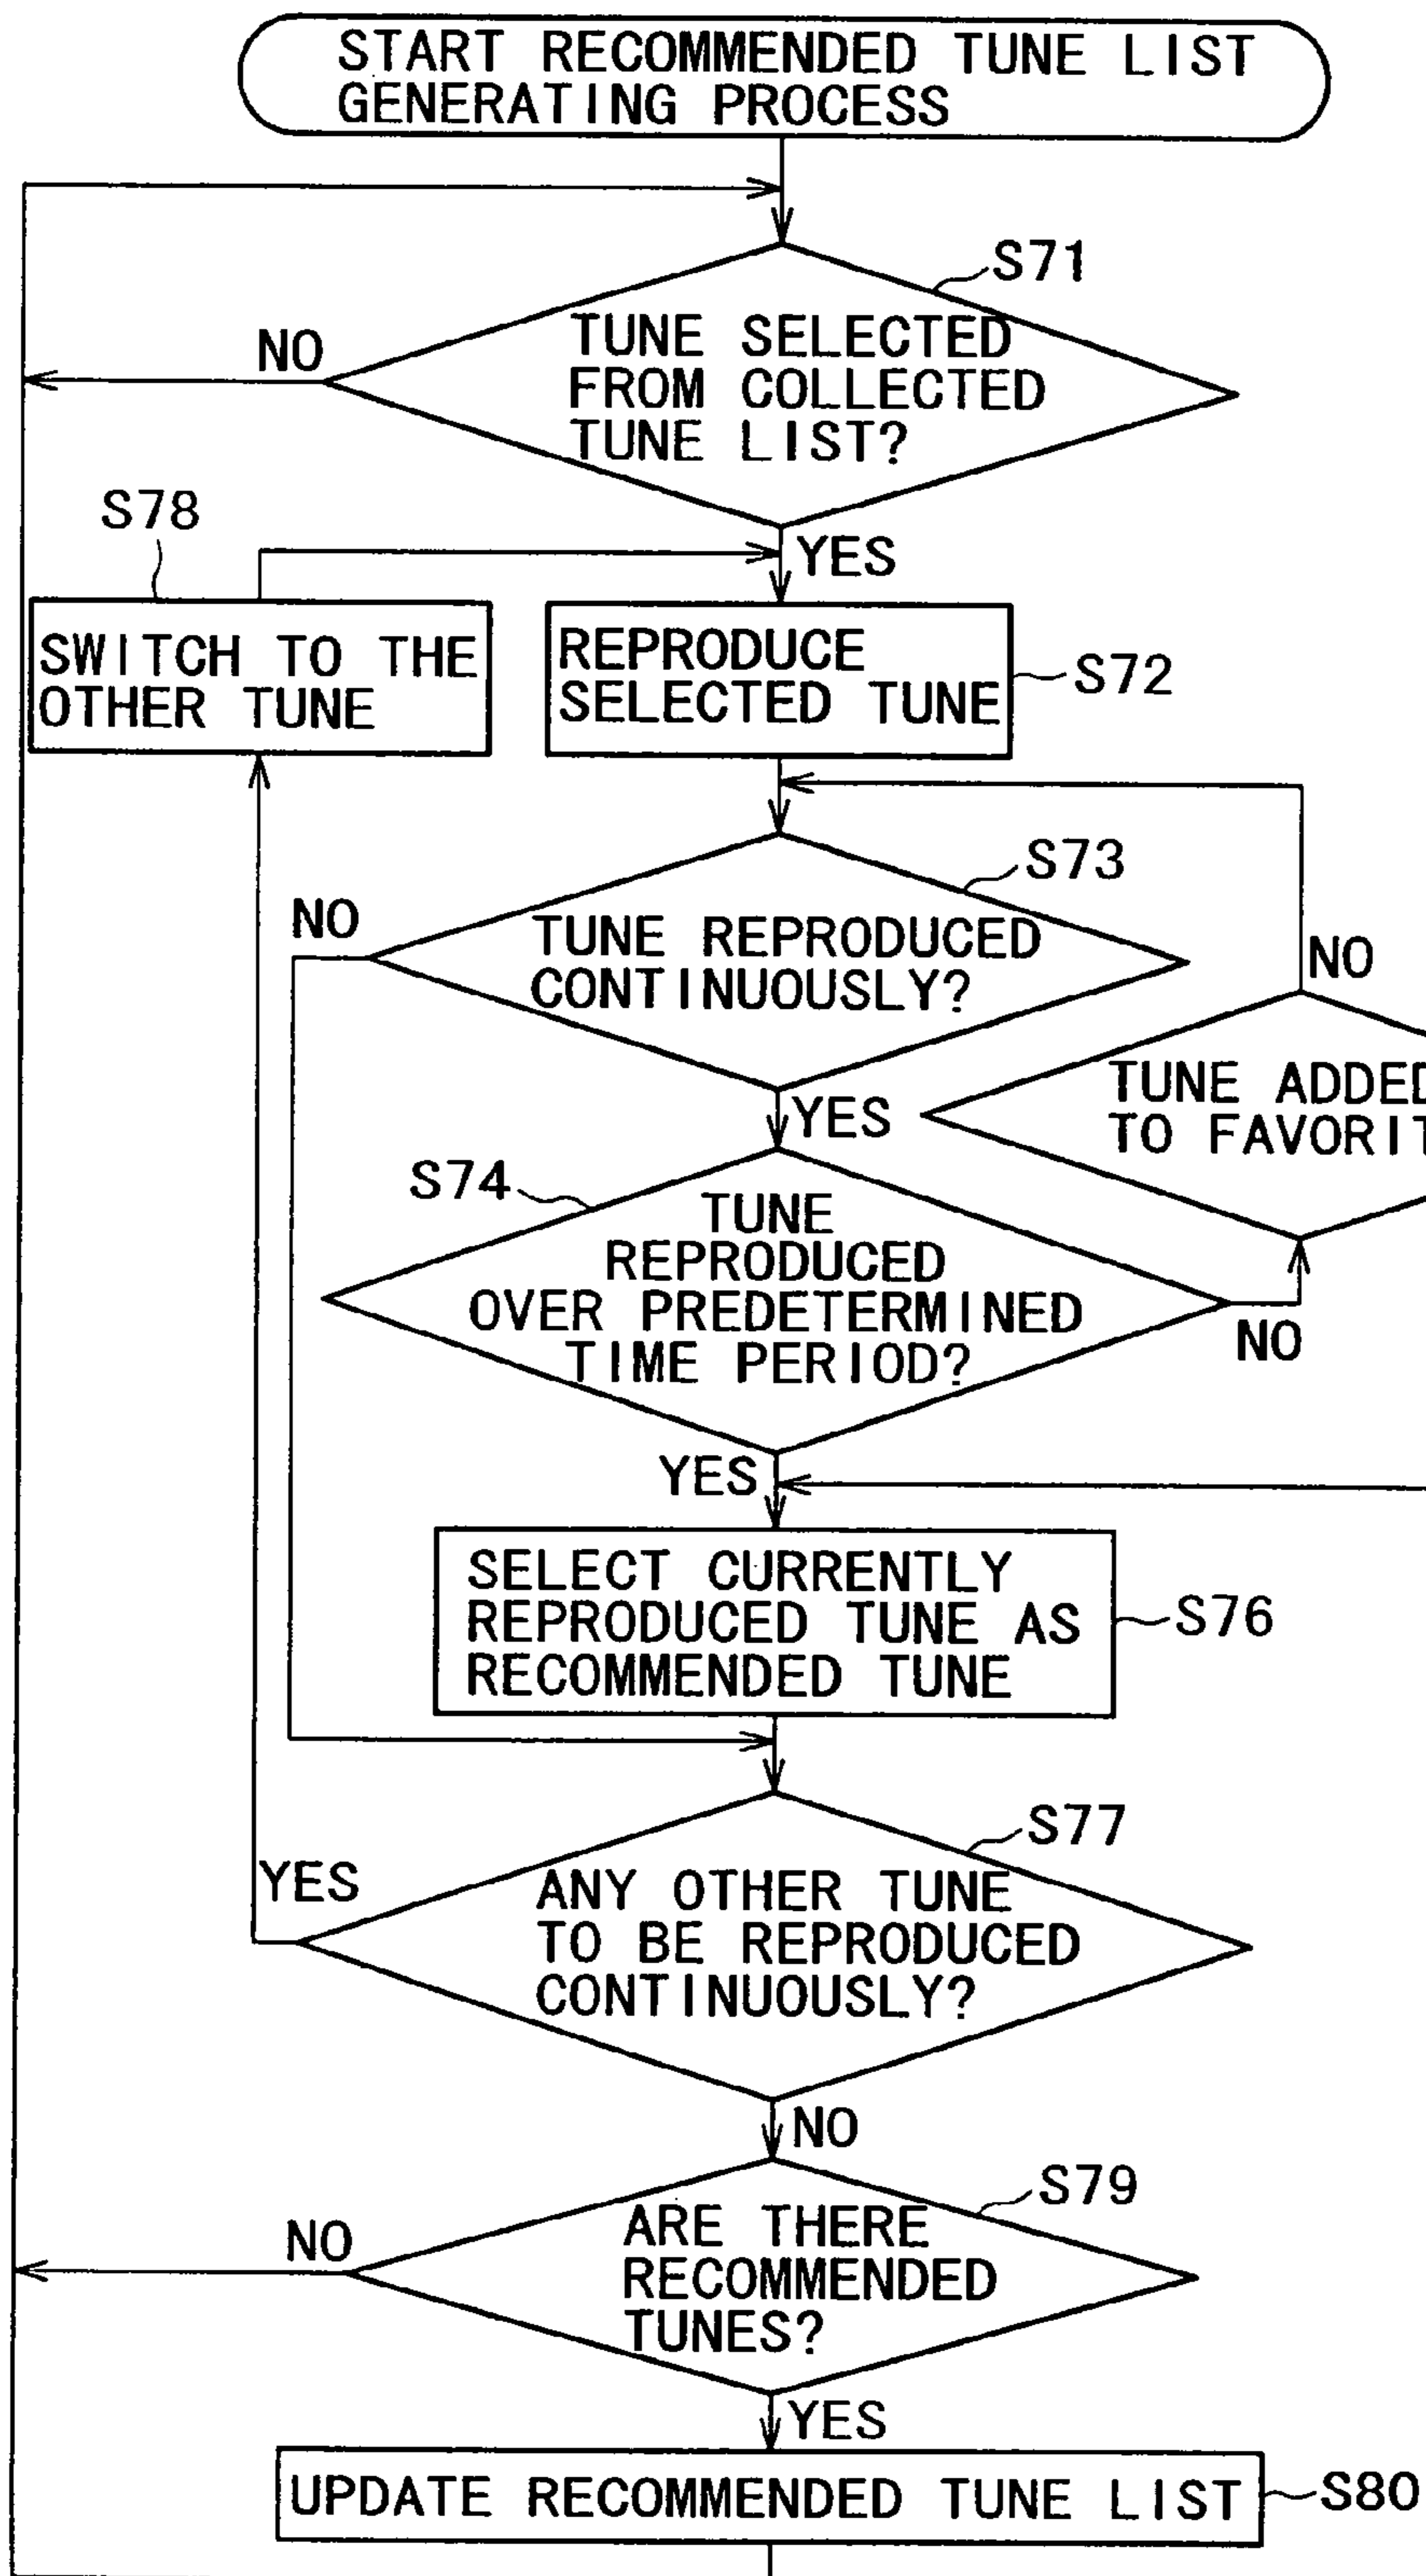 START RECOMMENDED TUNE LIST
GENERATING PROCESS
S71
NO
TUNE SELECTED
FROM COLLECTED
TUNE LIST?
S78
YES
SWITCH TO THE
OTHER TUNE
REPRODUCE
SELECTED TUNE
S72
S73
NO
TUNE REPRODUCED
CONTINUOUSLY?
NO
TUNE ADDED
TO
YES
S74
TUNE
REPRODUCED
OVER PREDETERMINED
TIME PERIOD?
NO
YES
SELECT CURRENTLY
REPRODUCED TUNE AS
RECOMMENDED TUNE
S76
S77
YES
ANY OTHER TUNE
TO BE REPRODUCED
CONTINUOUSLY?
NO
S79
NO
ARE THERE
RECOMMENDED
TUNES?
YES
UPDATE RECOMMENDED TUNE LIST
S80